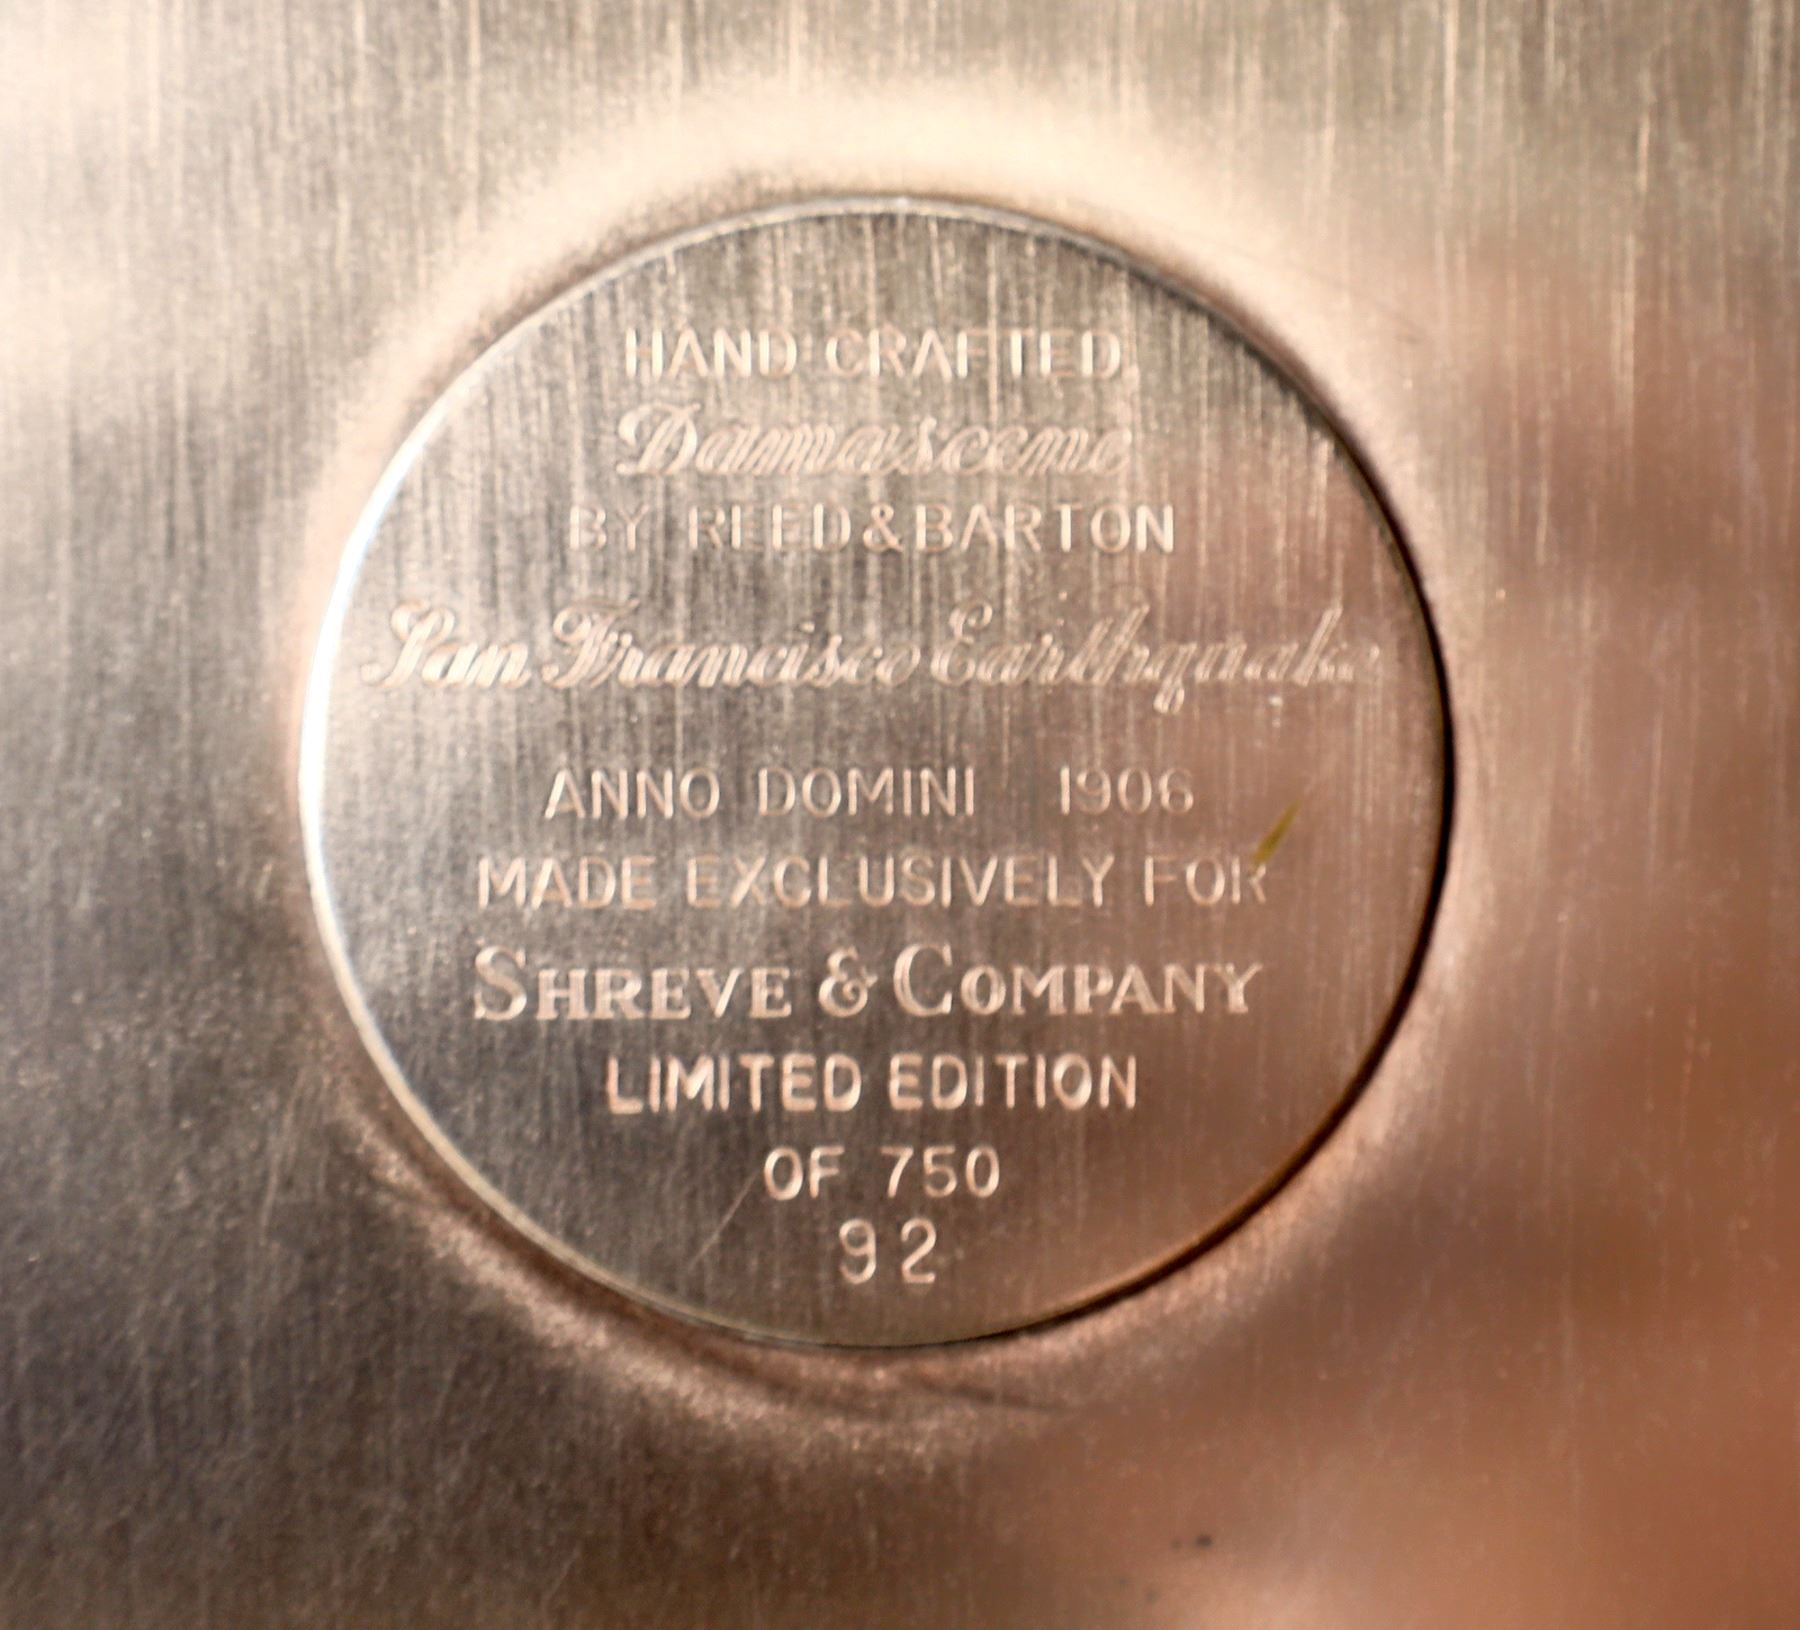 HAND CRAFTED
Damascene
BY REED & BARTON
San Francisco Earthquake
ANNO DOMINI 1906
MADE EXCLUSIVELY FOR
SHREVE & COMPANY
LIMITED EDITION
OF 750
92